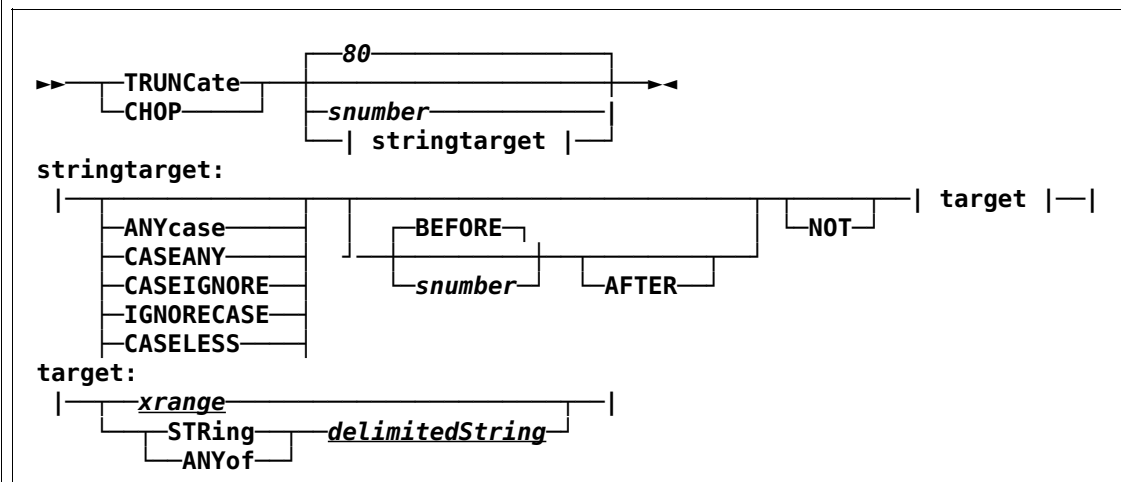 80
►►TRUNCate ►◄
CHOP snumber
| stringtarget |
stringtarget:
| | target |—|
ANYcase BEFORE NOT
CASEANY
CASEIGNORE snumber AFTER
IGNORECASE
CASELESS
target:
xrange
STRing delimitedString
ANYof